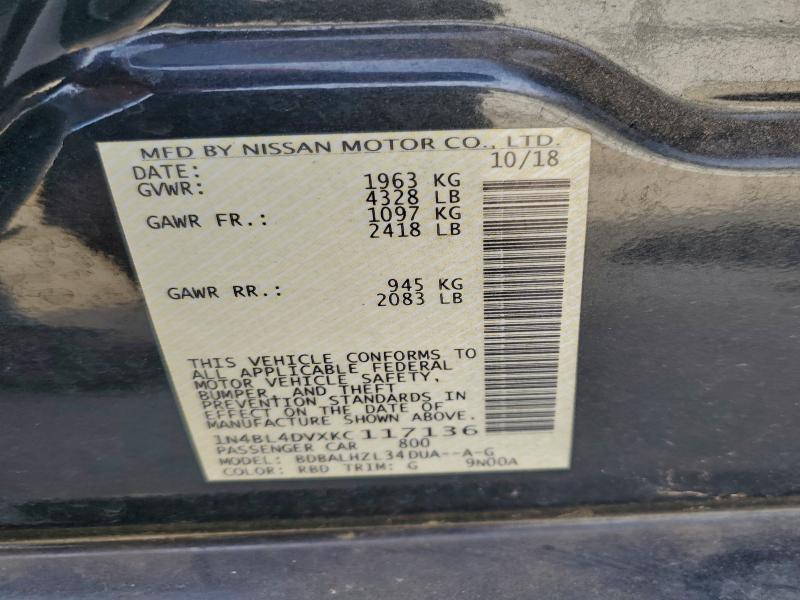 MFD BY NISSAN MOTOR CO., LTD.
DATE: 10/18
GVWR: 1963 KG
4328 LB
GAWR FR.: 1097 KG
2418 LB
GAWR RR.: 945 KG
2083 LB
THIS VEHICLE CONFORMS TO
ALL APPLICABLE FEDERAL
MOTOR VEHICLE SAFETY,
BUMPER, AND THEFT
PREVENTION STANDARDS IN
EFFECT ON THE DATE OF
MANUFACTURE SHOWN ABOVE.
1N4BL4DVXKC117136
PASSENGER CAR 800
MODEL: BDBALHZL34DUA--A-G
COLOR: RBD TRIM: G 9N00A